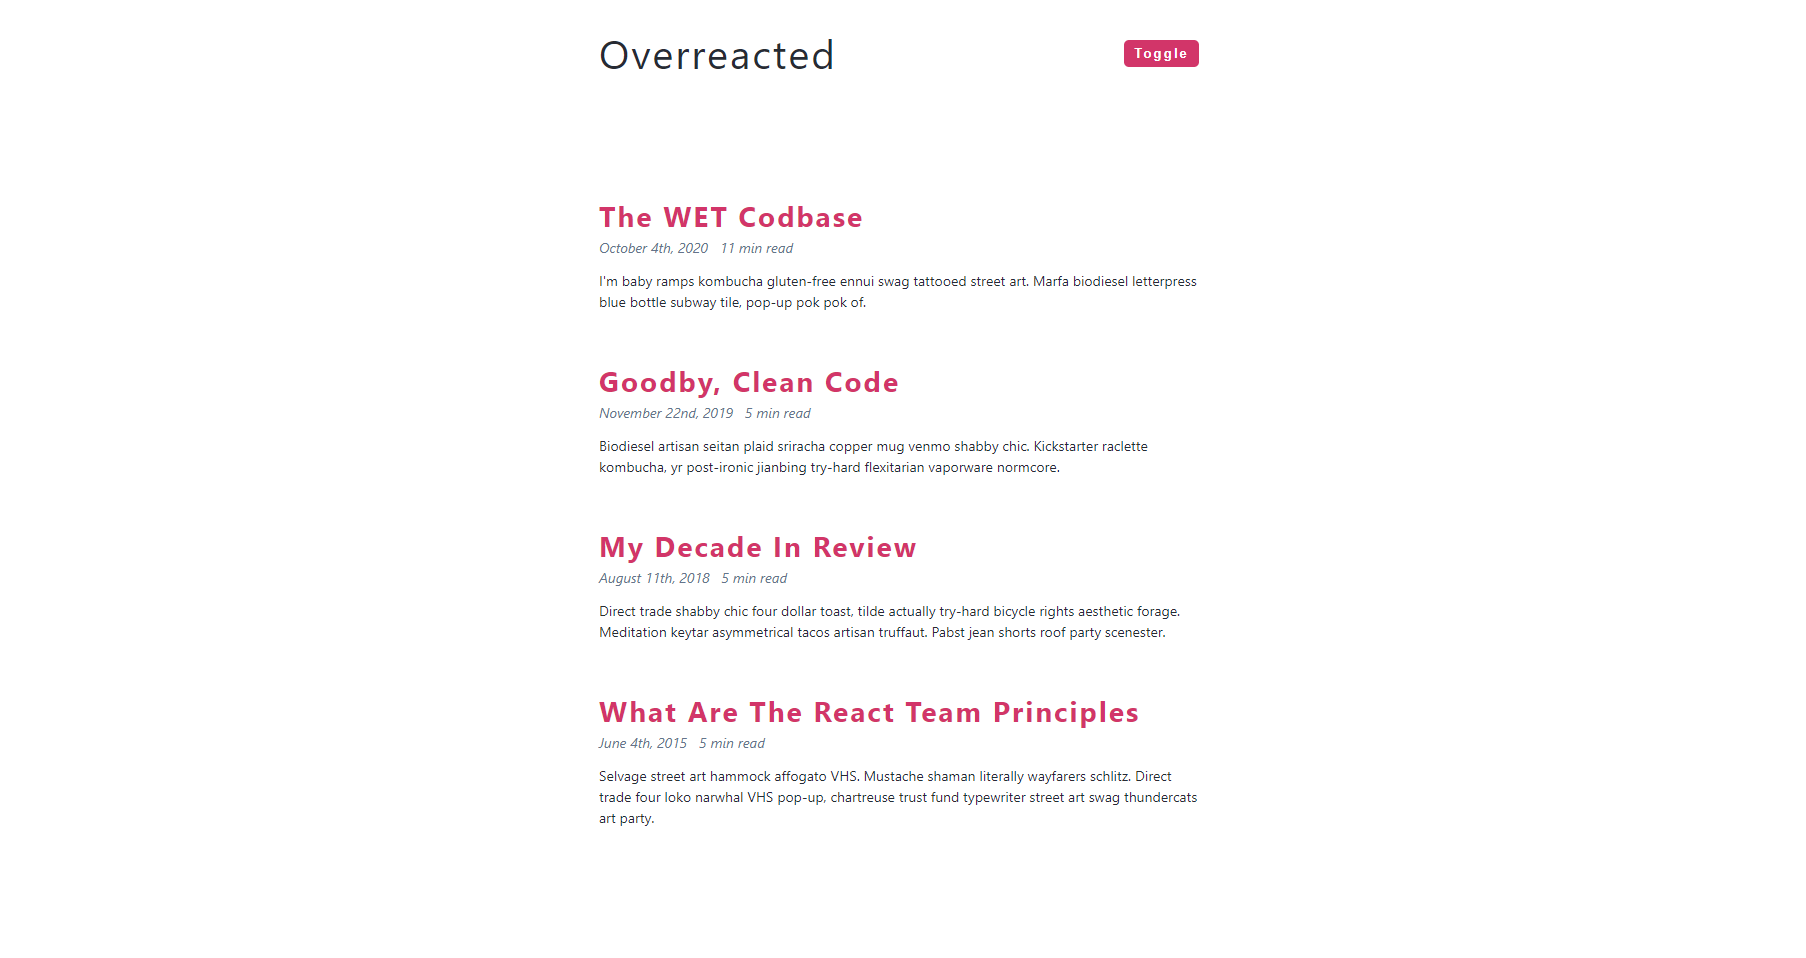 Overreacted
Toggle
The WET Codbase
October 4th, 2020 11 min read
I'm baby ramps kombucha gluten-free ennui swag tattooed street art. Marfa biodiesel letterpress
blue bottle subway tile, pop-up pok pok of.
Goodby, Clean Code
November 22nd, 2019 5 min read
Biodiesel artisan seitan plaid sriracha copper mug venmo shabby chic. Kickstarter raclette
kombucha, yr post-ironic jianbing try-hard flexitarian vaporware normcore.
My Decade In Review
August 11th, 2018 5 min read
Direct trade shabby chic four dollar toast, tilde actually try-hard bicycle rights aesthetic forage.
Meditation keytar asymmetrical tacos artisan truffaut. Pabst jean shorts roof party scenester.
What Are The React Team Principles
June 4th, 2015 5 min read
Selvage street art hammock affogato VHS. Mustache shaman literally wayfarers schlitz. Direct
trade four loko narwhal VHS pop-up, chartreuse trust fund typewriter street art swag thundercats
art party.